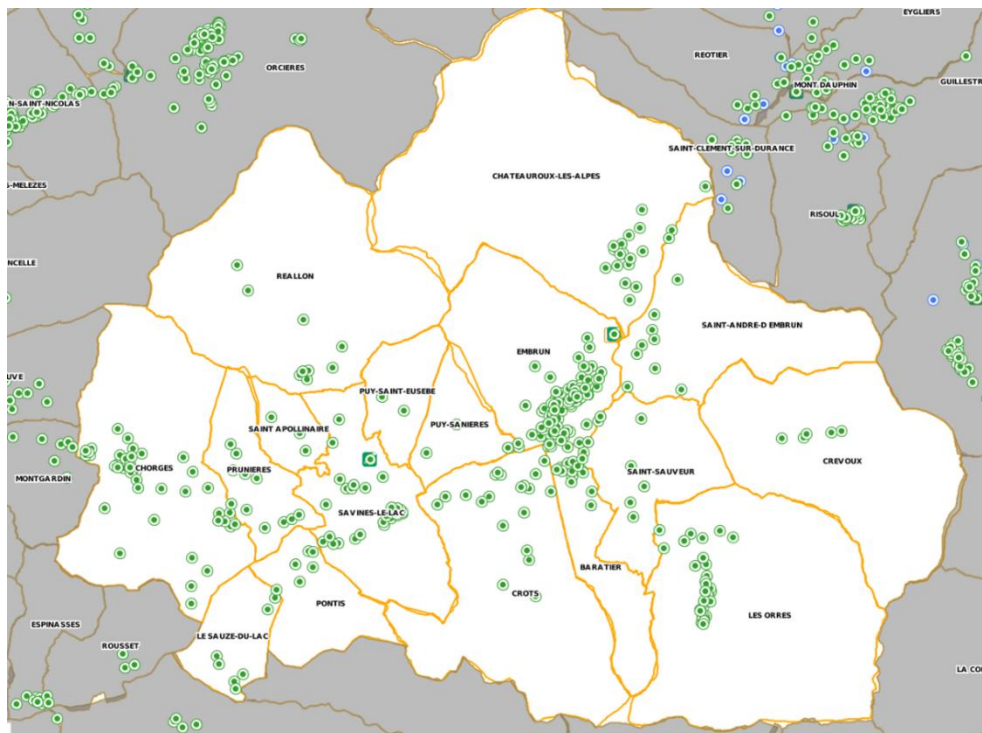 EYGLIERS
REOTIER
ORCIERES
GUILLESTR
MONT.DAUPHIN
N-SAINT-NICOLAS
SAINT-CLEMENT-SUR-DURANCE
CHATEAUROUX-LES-ALPES
S-MELEZES
RISOUL
NCELLE
REALLON
SAINT-ANDRE-D EMBRUN
EMBRUN
UVE
PUY-SAINT-EUSEBE
PUY-SANIERES
SAINT APOLLINAIRE
CREVOUX
CHORGES
PRUNIERES
SAINT-SAUVEUR
MONTGARDIN
SAVINES-LE-LAC
BARATIER
CROTS
PONTIS
LES ORRES
ESPINASSES
LE SAUZE-DU-LAC
ROUSSET
LA CO